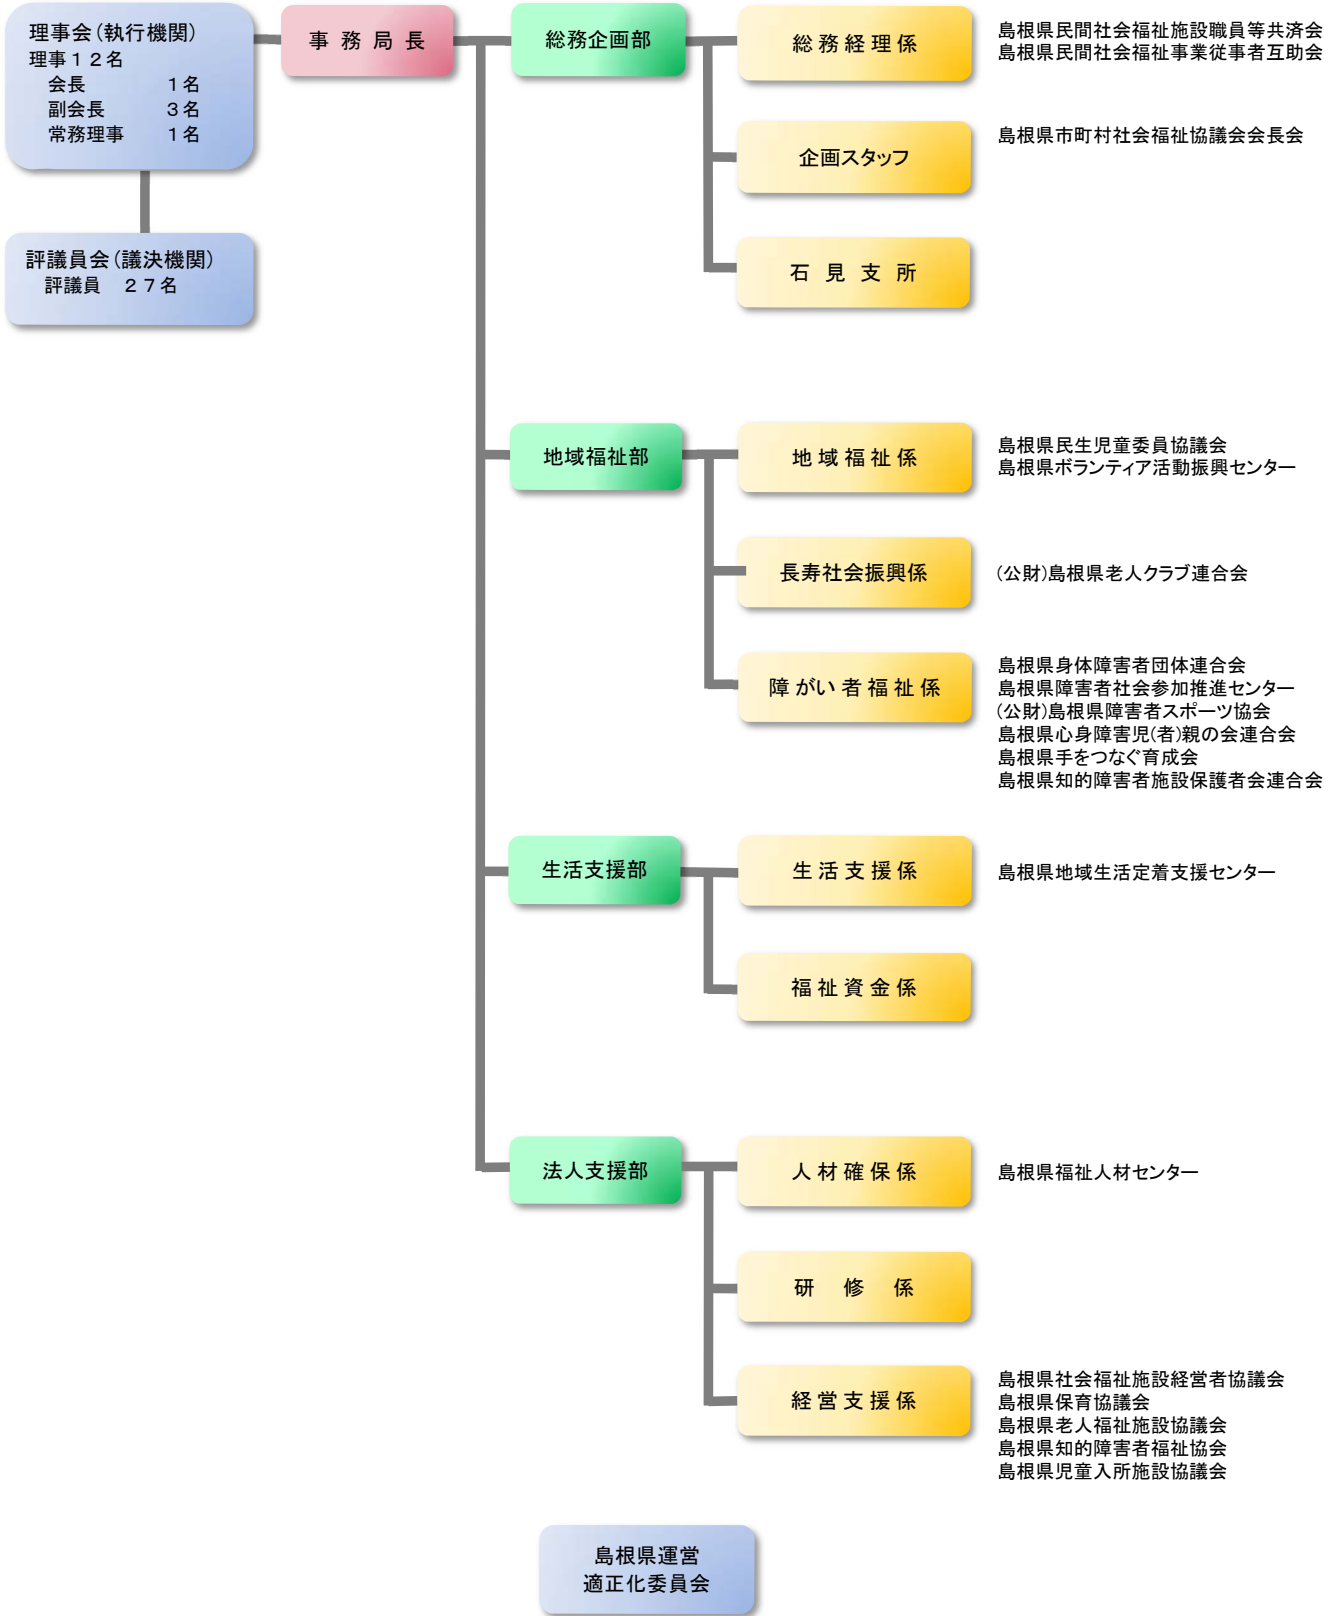 理事会(執行機関)
理事１２名
会長　１名
副会長　３名
常務理事　１名
評議員会(議決機関)
評議員　２７名
事 務 局 長
総務企画部
総 務 経 理 係
島根県民間社会福祉施設職員等共済会
島根県民間社会福祉事業従事者互助会
企画スタッフ
島根県市町村社会福祉協議会会長会
石 見 支 所
地域福祉部
地 域 福 祉 係
島根県民生児童委員協議会
島根県ボランティア活動振興センター
長寿社会振興係
(公財)島根県老人クラブ連合会
障 がい 者 福 祉 係
島根県身体障害者団体連合会
島根県障害者社会参加推進センター
(公財)島根県障害者スポーツ協会
島根県心身障害児(者)親の会連合会
島根県手をつなぐ育成会
島根県知的障害者施設保護者会連合会
生活支援部
生 活 支 援 係
島根県地域生活定着支援センター
福 祉 資 金 係
法人支援部
人 材 確 保 係
島根県福祉人材センター
研　修　係
経 営 支 援 係
島根県社会福祉施設経営者協議会
島根県保育協議会
島根県老人福祉施設協議会
島根県知的障害者福祉協会
島根県児童入所施設協議会
島根県運営
適正化委員会